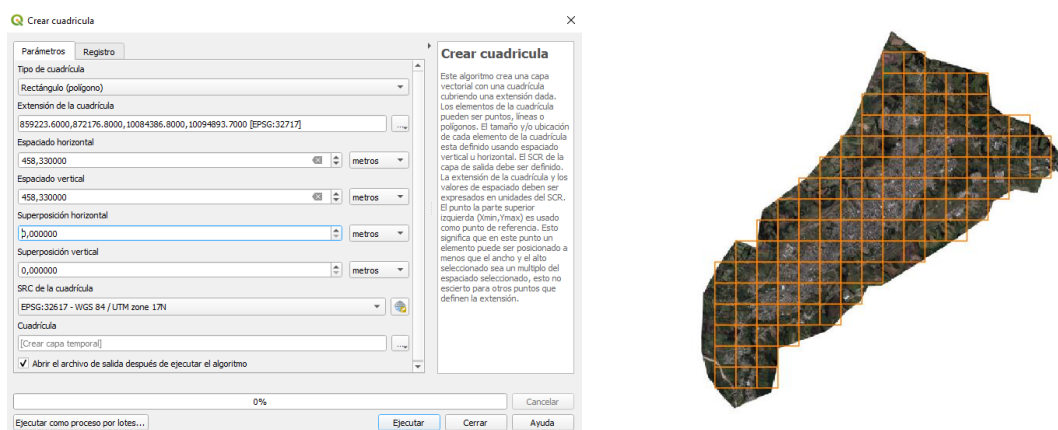 Crear cuadricula
Parámetros
Registro
Tipo de cuadrícula
Rectángulo (polígono)
Extensión de la cuadrícula
859223.6000,872176.8000,10084386.8000,10094893.7000 [EPSG:32717]
Espaciado horizontal
458,330000
metros
Espaciado vertical
458,330000
metros
Superposición horizontal
0,000000
metros
Superposición vertical
0,000000
metros
SRC de la cuadrícula
EPSG:32617 - WGS 84 / UTM zone 17N
Cuadrícula
[Crear capa temporal]
Abrir el archivo de salida después de ejecutar el algoritmo
Crear cuadricula
Este algoritmo crea una capa
vectorial con una cuadrícula
cubriendo una extensión dada.
Los elementos de la cuadrícula
pueden ser puntos, líneas o
polígonos. El tamaño y/o ubicación
de cada elemento de la cuadrícula
esta definido usando espaciado
vertical u horizontal. El SCR de la
capa de salida debe ser definido.
La extensión de la cuadrícula y los
valores de espaciado deben ser
expresados en unidades del SCR.
El punto la parte superior
izquierda (Xmin,Ymax) es usado
como punto de referencia. Esto
significa que en este punto un
elemento puede ser posicionado a
menos que el ancho y el alto
seleccionado sea un multiplo del
espaciado seleccionado, esto no
escierto para otros puntos que
definen la extensión.
0%
Cancelar
Ejecutar como proceso por lotes...
Ejecutar
Cerrar
Ayuda